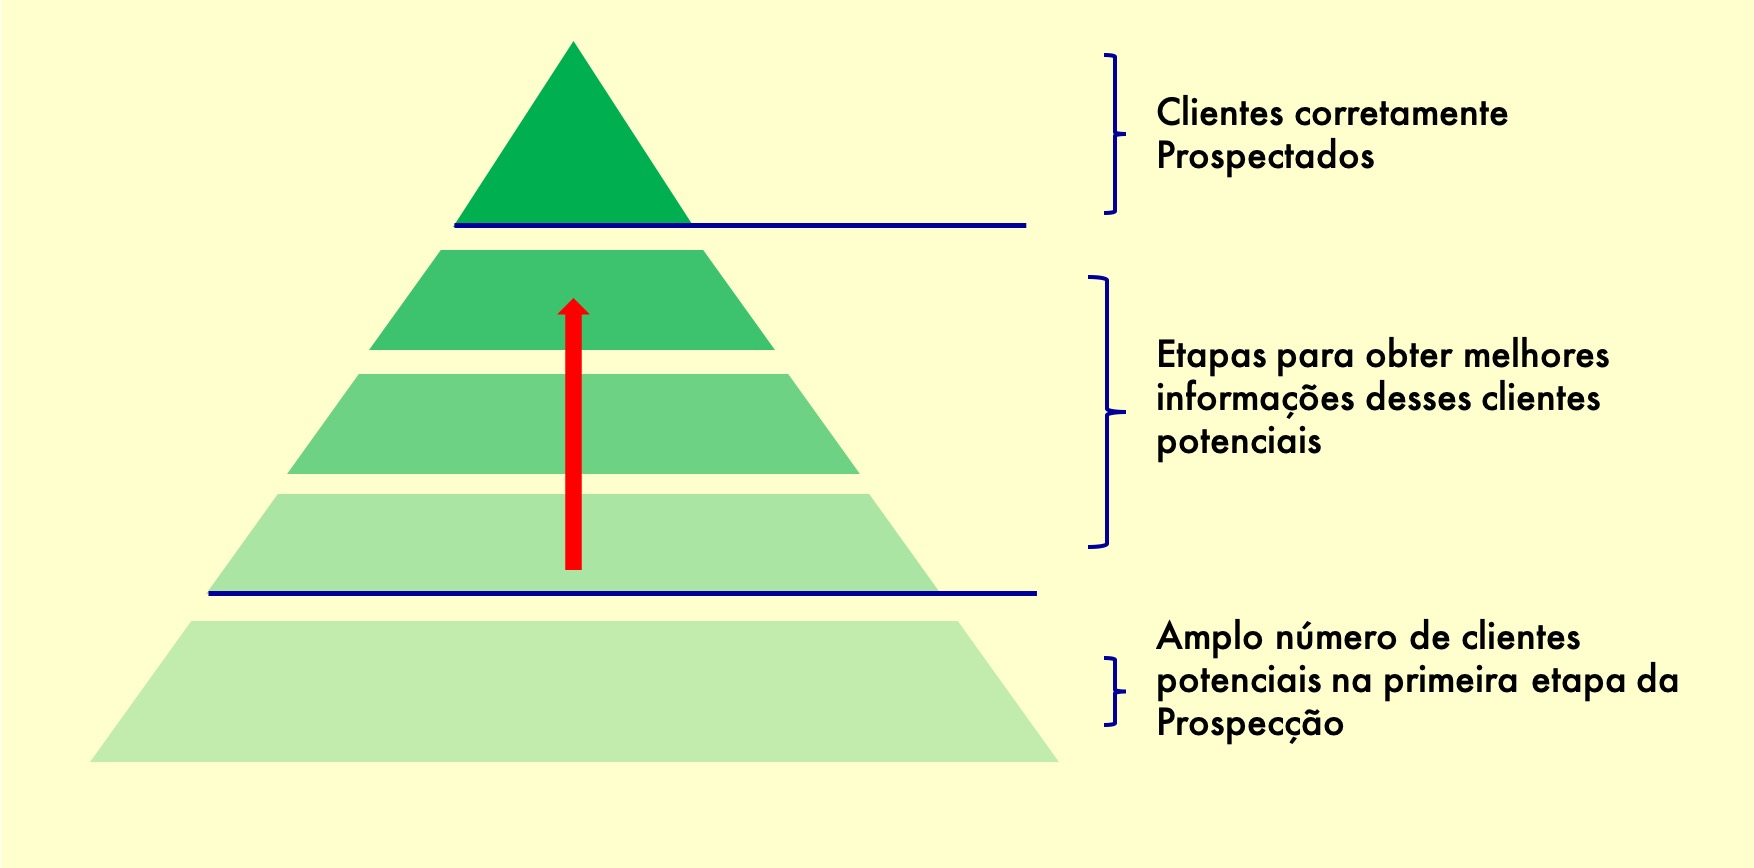 Clientes corretamente
Prospectados
Etapas para obter melhores
informações desses clientes
potenciais
Amplo número de clientes
potenciais na primeira etapa da
Prospecção